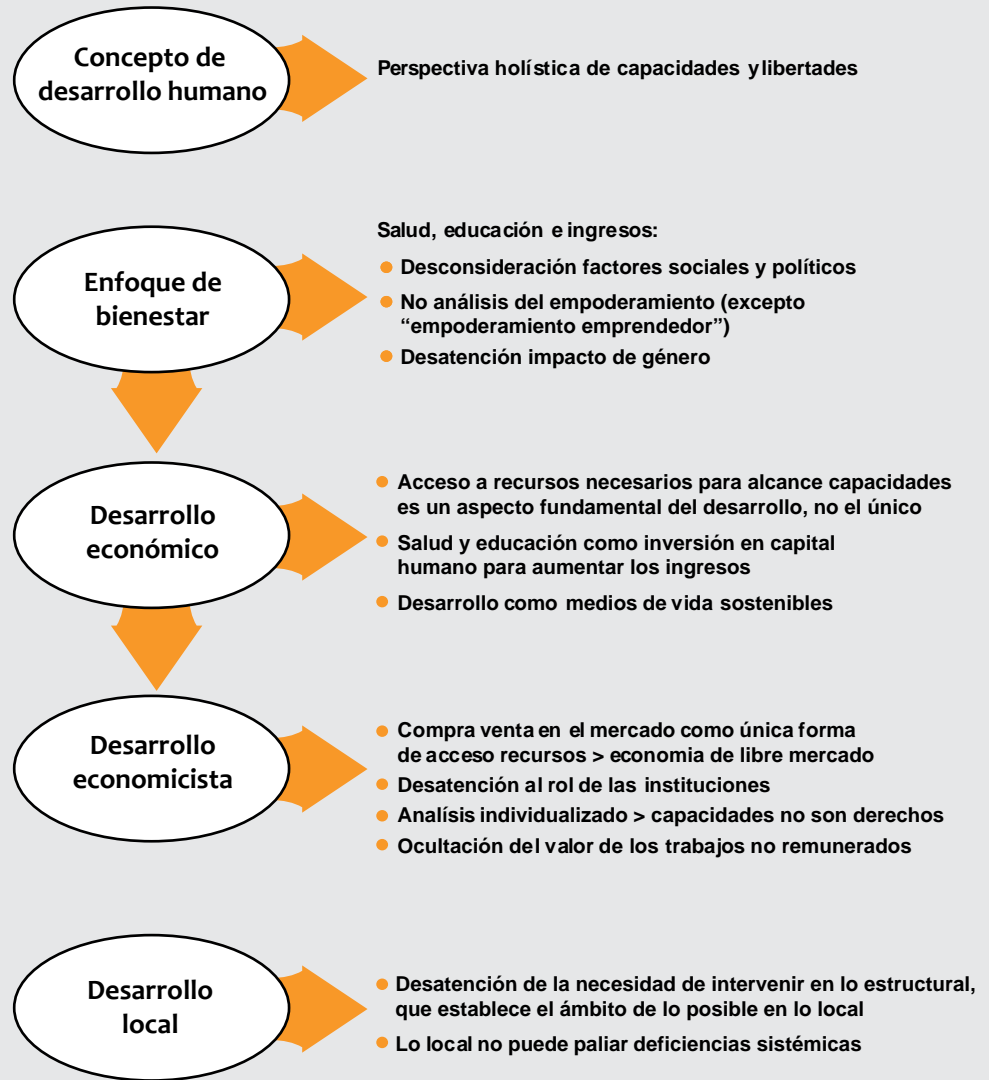 Concepto de
desarrollo humano
Perspectiva holística de capacidades y libertades
Enfoque de
bienestar
Salud, educación e ingresos:
Desconsideración factores sociales y políticos
No análisis del empoderamiento (excepto
“empoderamiento emprendedor”)
Desatención impacto de género
Desarrollo
económico
Acceso a recursos necesarios para alcance capacidades
es un aspecto fundamental del desarrollo, no el único
Salud y educación como inversión en capital
humano para aumentar los ingresos
Desarrollo como medios de vida sostenibles
Desarrollo
economicista
Compra venta en el mercado como única forma
de acceso recursos > economia de libre mercado
Desatención al rol de las instituciones
Analísis individualizado > capacidades no son derechos
Ocultación del valor de los trabajos no remunerados
Desarrollo
local
Desatención de la necesidad de intervenir en lo estructural,
que establece el ámbito de lo posible en lo local
Lo local no puede paliar deficiencias sistémicas